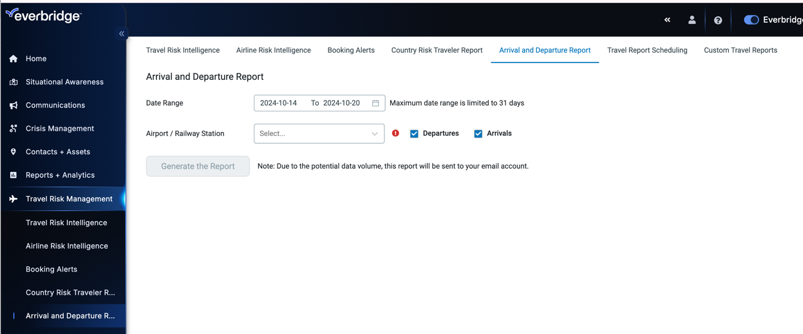 everbridge™
«
«
?
Everbridg
Home
Situational Awareness
Communications
Crisis Management
Contacts + Assets
Reports + Analytics
Travel Risk Management
Travel Risk Intelligence
Airline Risk Intelligence
Booking Alerts
Country Risk Traveler R...
Arrival and Departure R...
Travel Risk Intelligence Airline Risk Intelligence Booking Alerts Country Risk Traveler Report Arrival and Departure Report Travel Report Scheduling Custom Travel Reports
Arrival and Departure Report
Date Range 2024-10-14 To 2024-10-20 Maximum date range is limited to 31 days
Airport / Railway Station Select... Departures Arrivals
Generate the Report Note: Due to the potential data volume, this report will be sent to your email account.